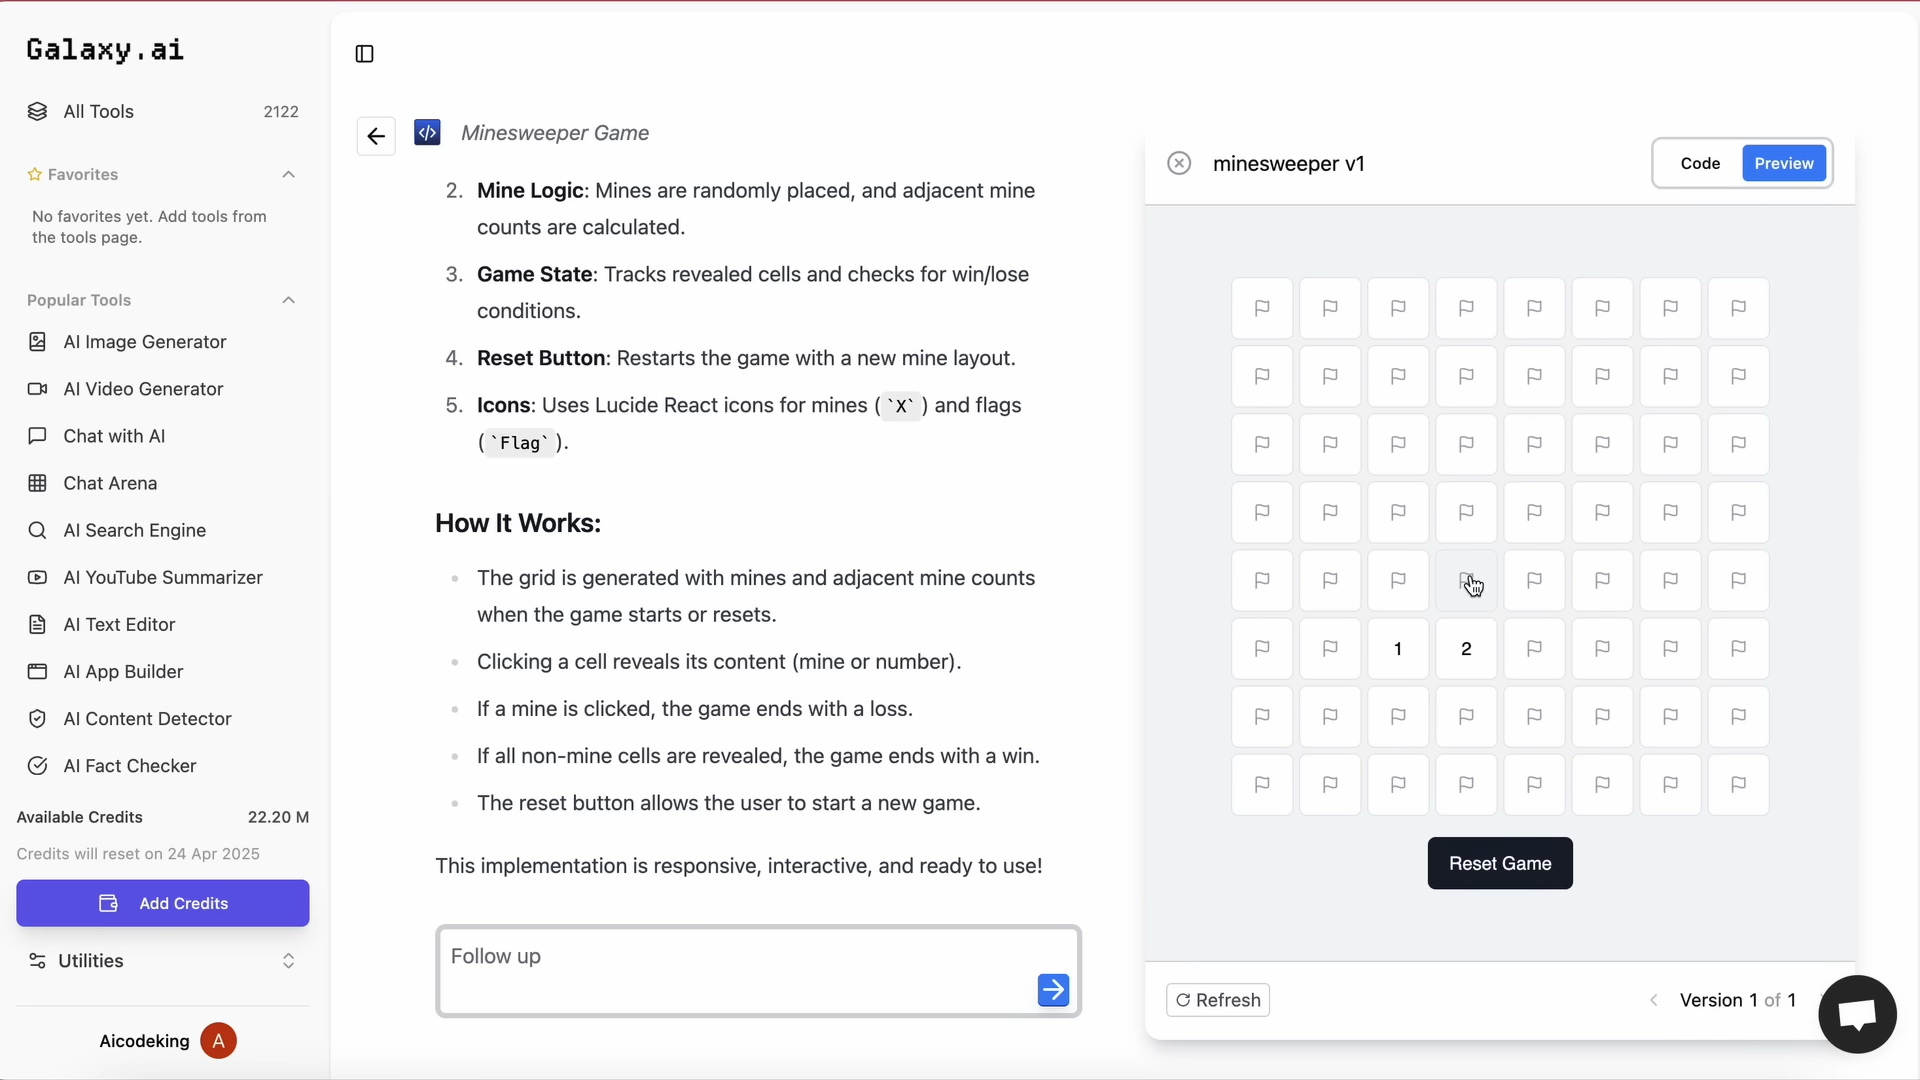 Galaxy.ai
All Tools 2122
Favorites
No favorites yet. Add tools from
the tools page.
Popular Tools
AI Image Generator
AI Video Generator
Chat with AI
Chat Arena
AI Search Engine
AI YouTube Summarizer
AI Text Editor
AI App Builder
AI Content Detector
AI Fact Checker
Available Credits 22.20 M
Credits will reset on 24 Apr 2025
Add Credits
Utilities
Aicodeking A
</> Minesweeper Game
2. Mine Logic: Mines are randomly placed, and adjacent mine
counts are calculated.
3. Game State: Tracks revealed cells and checks for win/lose
conditions.
4. Reset Button: Restarts the game with a new mine layout.
5. Icons: Uses Lucide React icons for mines ( `X` ) and flags
( `Flag` ).
How It Works:
• The grid is generated with mines and adjacent mine counts
when the game starts or resets.
• Clicking a cell reveals its content (mine or number).
• If a mine is clicked, the game ends with a loss.
• If all non-mine cells are revealed, the game ends with a win.
• The reset button allows the user to start a new game.
This implementation is responsive, interactive, and ready to use!
Follow up
minesweeper v1
Code Preview
1 2
Reset Game
Refresh
Version 1 of 1